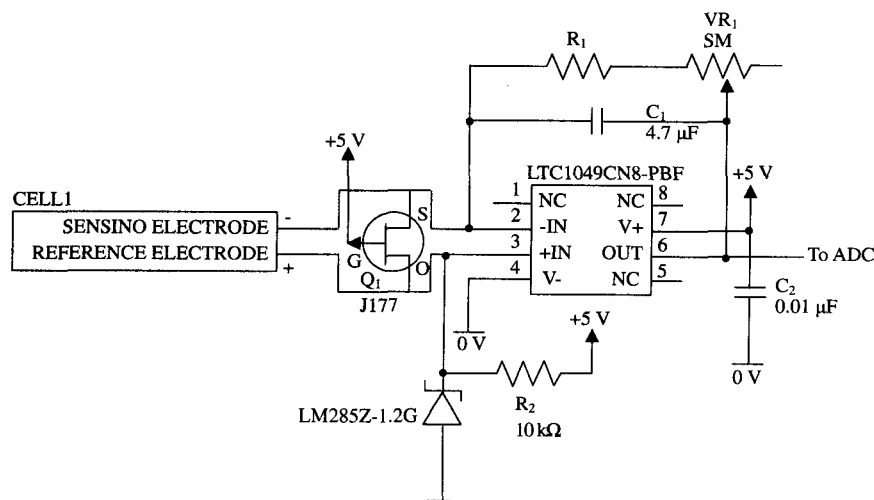 VR₁
SM
R₁
C₁
4.7 μF
+5 V
LTC1049CN8-PBF
+5 V
CELL1
SENSINO ELECTRODE
-
REFERENCE ELECTRODE
+
S
G
O
Q₁
J177
1 NC NC 8
2 -IN V+ 7
3 +IN OUT 6
4 V- NC 5
To ADC
C₂
0.01 μF
0 V
+5 V
0 V
R₂
10 kΩ
LM285Z-1.2G